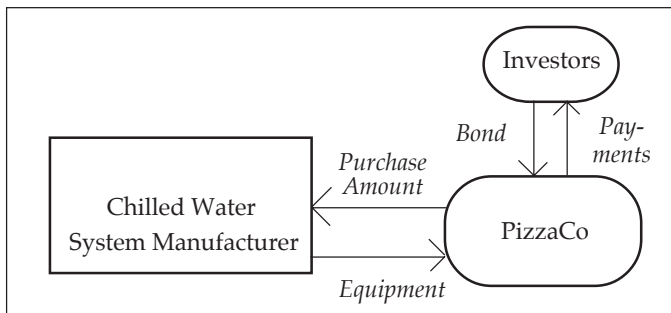 Investors
Bond
Pay-
ments
Purchase
Amount
Chilled Water
System Manufacturer
PizzaCo
Equipment